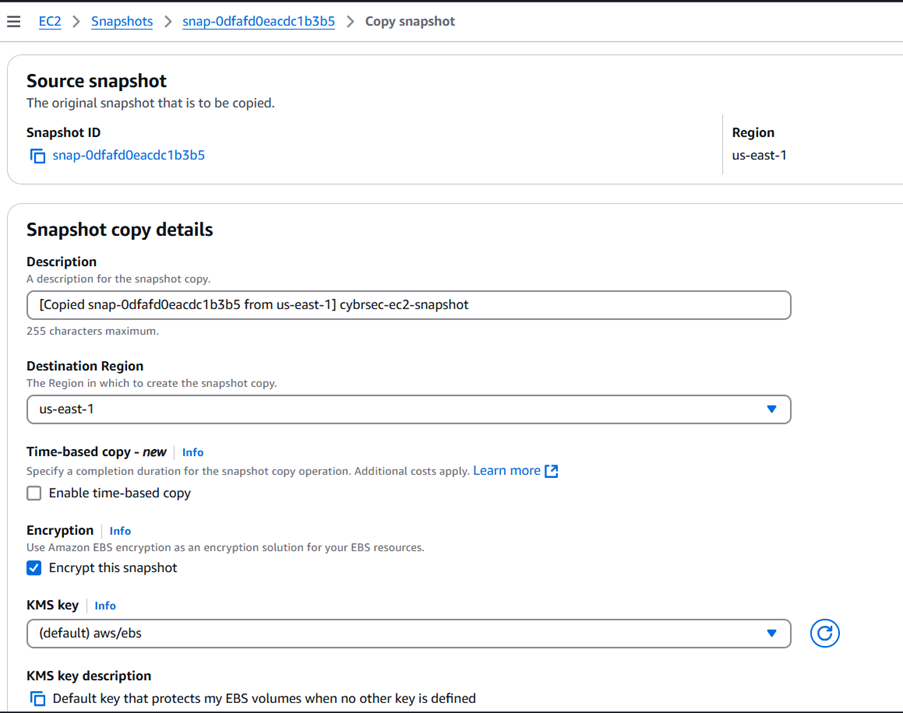 EC2 > Snapshots > snap-0dfafd0eacdc1b3b5 > Copy snapshot
Source snapshot
The original snapshot that is to be copied.
Snapshot ID
snap-0dfafd0eacdc1b3b5
Region
us-east-1
Snapshot copy details
Description
A description for the snapshot copy.
[Copied snap-0dfafd0eacdc1b3b5 from us-east-1] cybrsec-ec2-snapshot
255 characters maximum.
Destination Region
The Region in which to create the snapshot copy.
us-east-1
Time-based copy - new | Info
Specify a completion duration for the snapshot copy operation. Additional costs apply. Learn more
Enable time-based copy
Encryption | Info
Use Amazon EBS encryption as an encryption solution for your EBS resources.
Encrypt this snapshot
KMS key | Info
(default) aws/ebs
KMS key description
Default key that protects my EBS volumes when no other key is defined